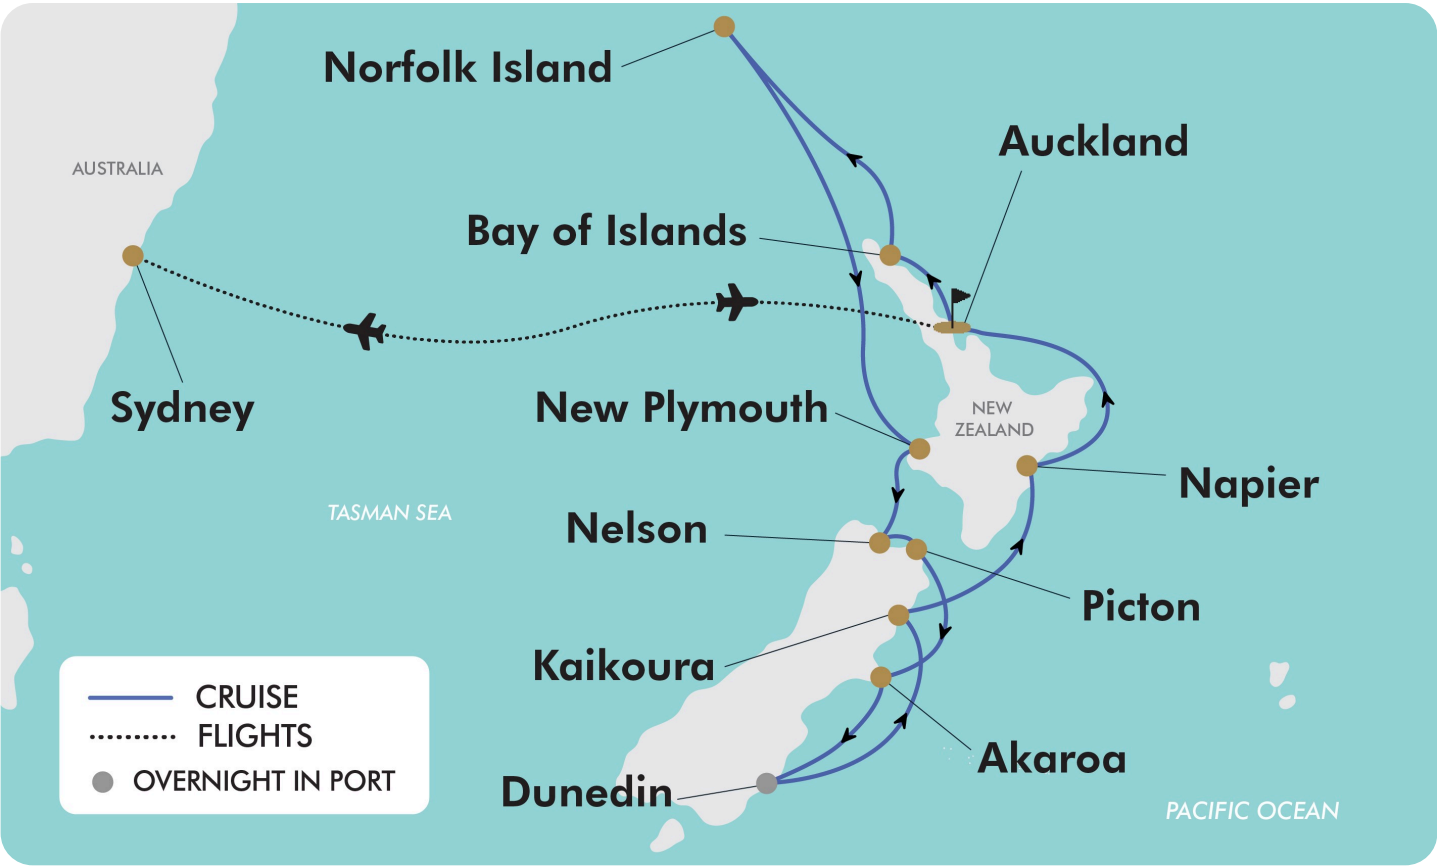 Norfolk Island
Auckland
AUSTRALIA
Bay of Islands
Sydney
New Plymouth
NEW
ZEALAND
Napier
TASMAN SEA
Nelson
Picton
Kaikoura
CRUISE
FLIGHTS
OVERNIGHT IN PORT
Akaroa
Dunedin
PACIFIC OCEAN